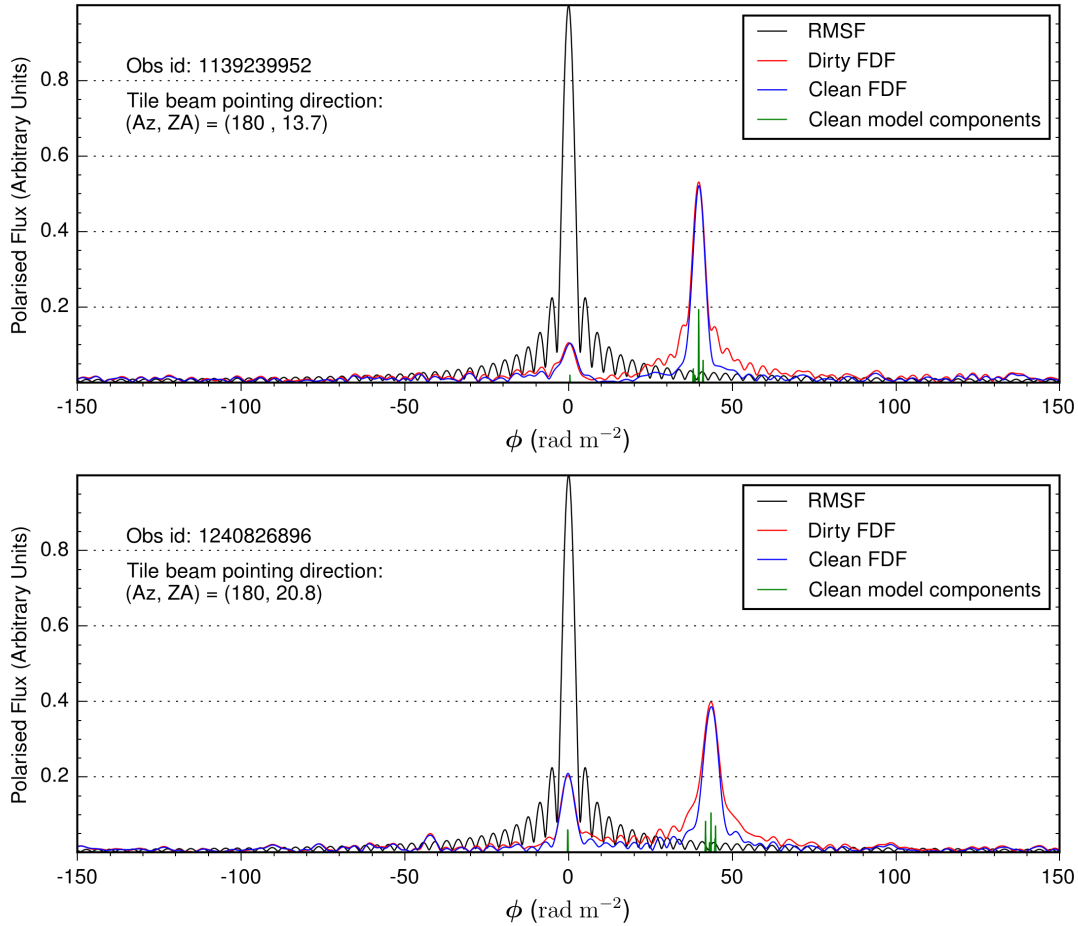 Polarised Flux (Arbitrary Units)
0.8
0.6
0.4
0.2
Obs id: 1139239952
Tile beam pointing direction:
(Az, ZA) = (180 , 13.7)
RMSF
Dirty FDF
Clean FDF
Clean model components
-150
-100
-50
0
50
100
150
ϕ (rad m⁻²)
Polarised Flux (Arbitrary Units)
0.8
0.6
0.4
0.2
Obs id: 1240826896
Tile beam pointing direction:
(Az, ZA) = (180, 20.8)
RMSF
Dirty FDF
Clean FDF
Clean model components
-150
-100
-50
0
50
100
150
ϕ (rad m⁻²)